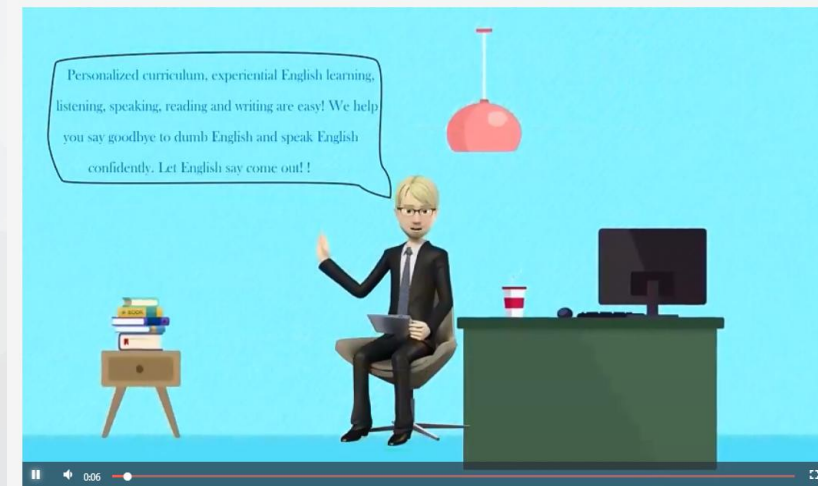 Personalized curriculum, experiential English learning,
listening, speaking, reading and writing are easy! We help
you say goodbye to dumb English and speak English
confidently. Let English say come out! !
BOOK
0:06